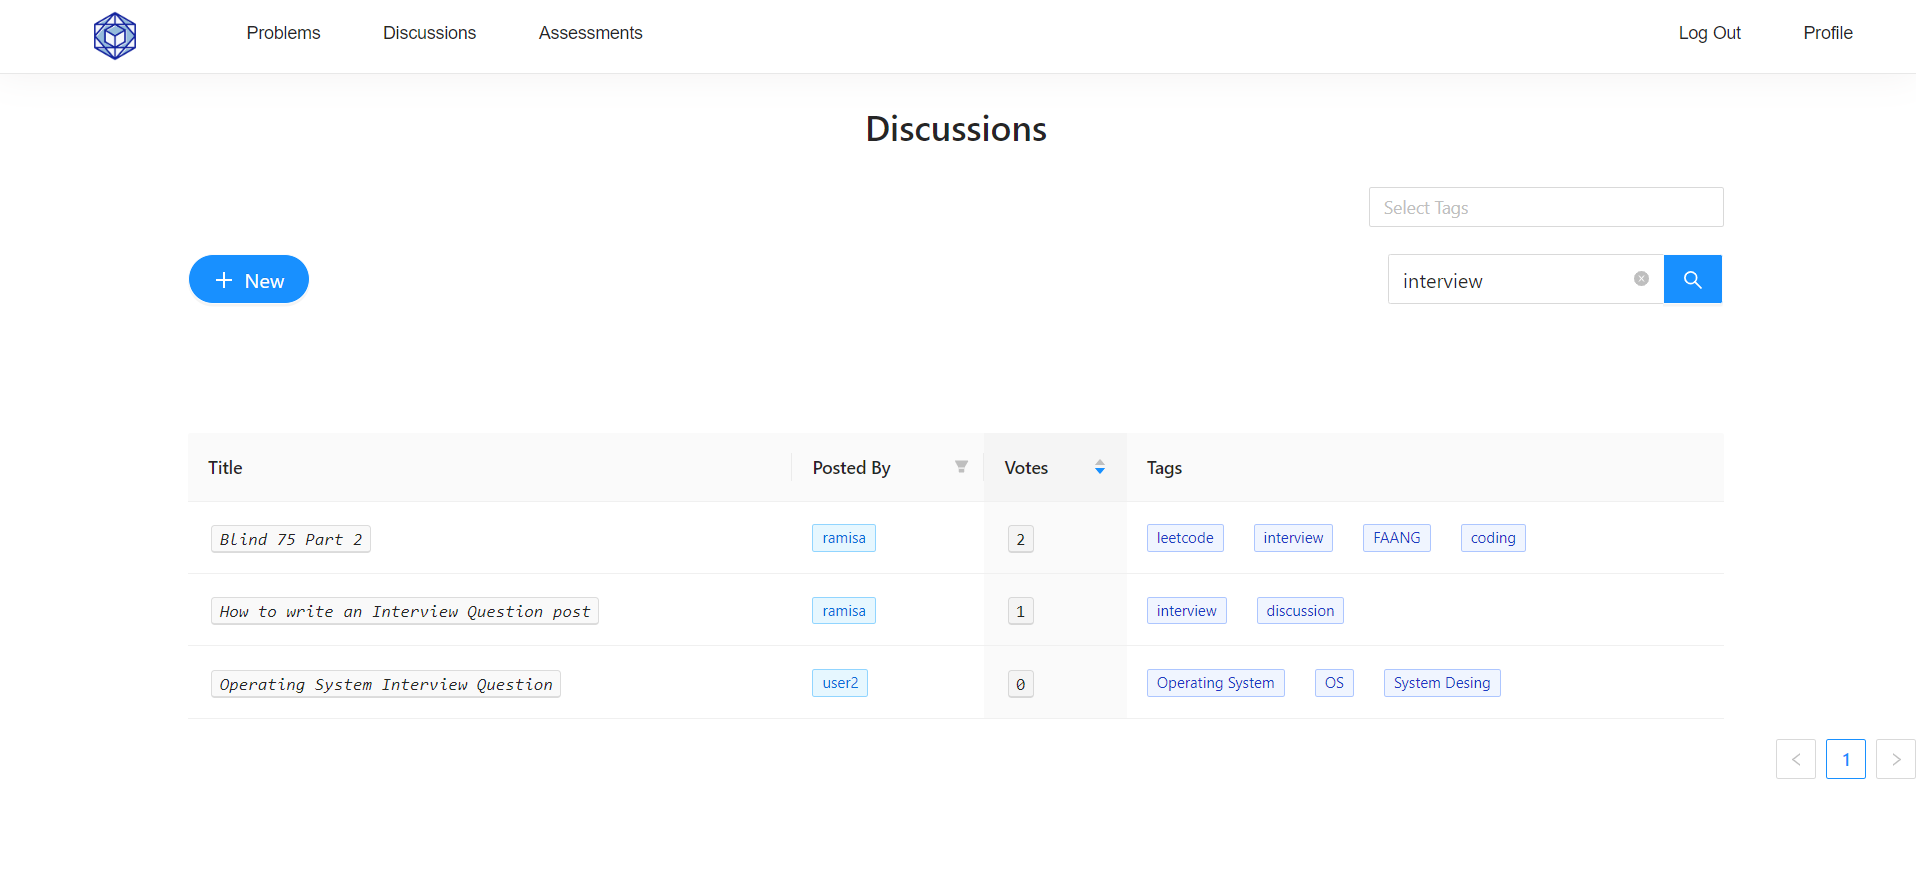 Problems Discussions Assessments Log Out Profile
Discussions
Select Tags
+ New interview
Title Posted By Votes Tags
Blind 75 Part 2 ramisa 2 leetcode interview FAANG coding
How to write an Interview Question post ramisa 1 interview discussion
Operating System Interview Question user2 0 Operating System OS System Desing
< 1 >